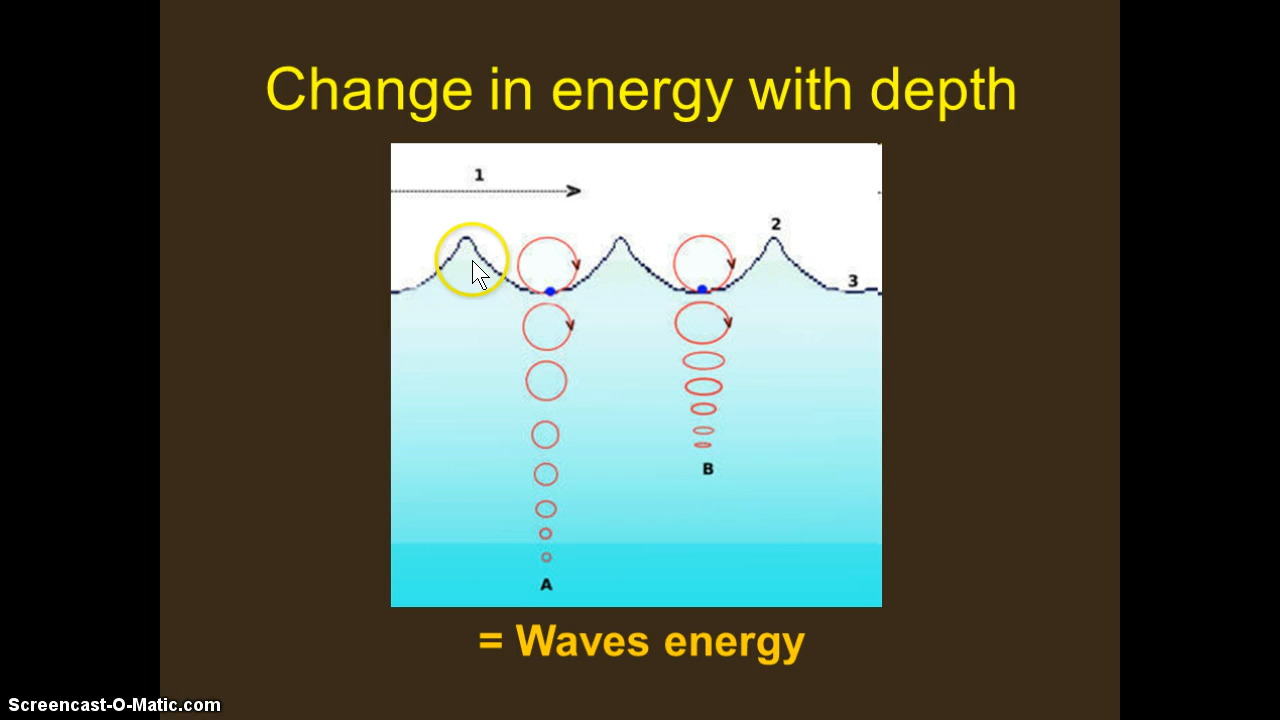 Change in energy with depth
1
2
3
B
A
= Waves energy
Screencast-O-Matic.com